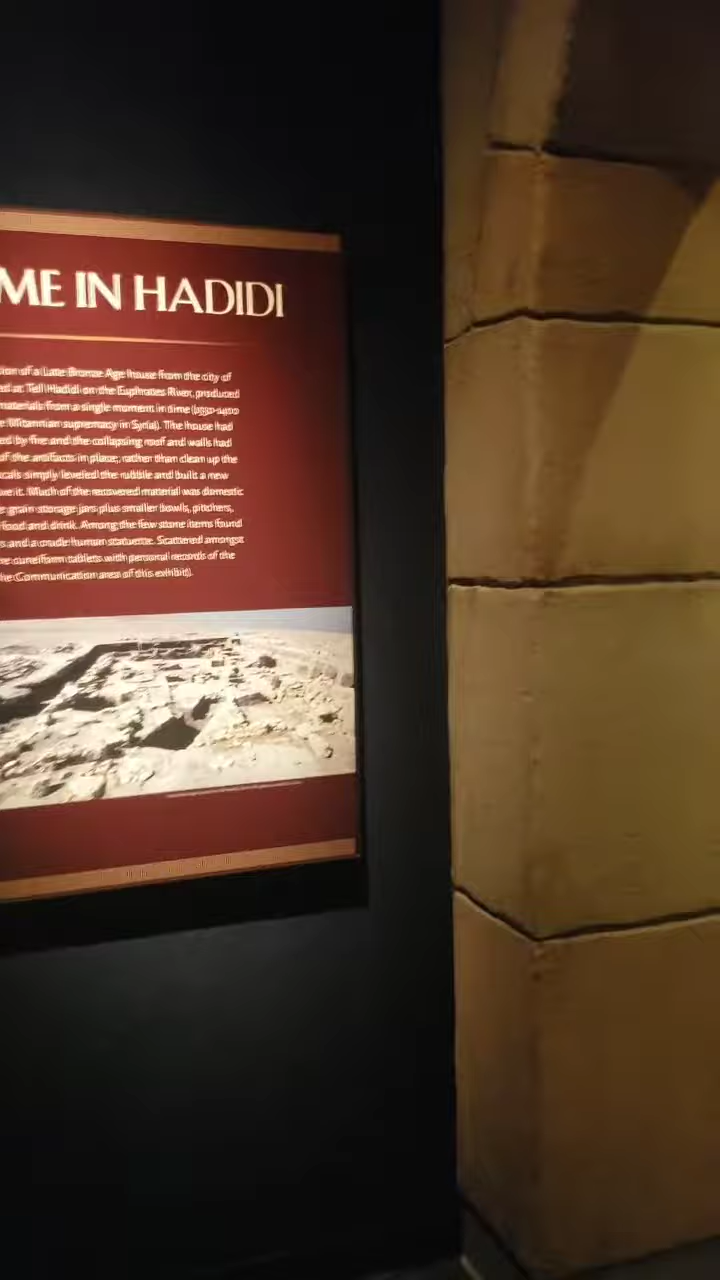 ME IN HADIDI
ion of a Late Bronze Age house from the city of
ed at Tell Hadidi on the Euphrates River, produced
materials from a single moment in time
e Mitannian supremacy in Syria). The house had
ed by fire and the collapsing roof and walls had
of the artifacts in place; rather than clean up the
cals simply leveled the rubble and built a new
ve it. Much of the recovered material was domestic
e grain storage jars plus smaller bowls, pitchers,
food and drink. Among the few stone items found
s and a crude human statuette. Scattered amongst
ne cuneiform tablets with personal records of the
he Communication area of this exhibit).